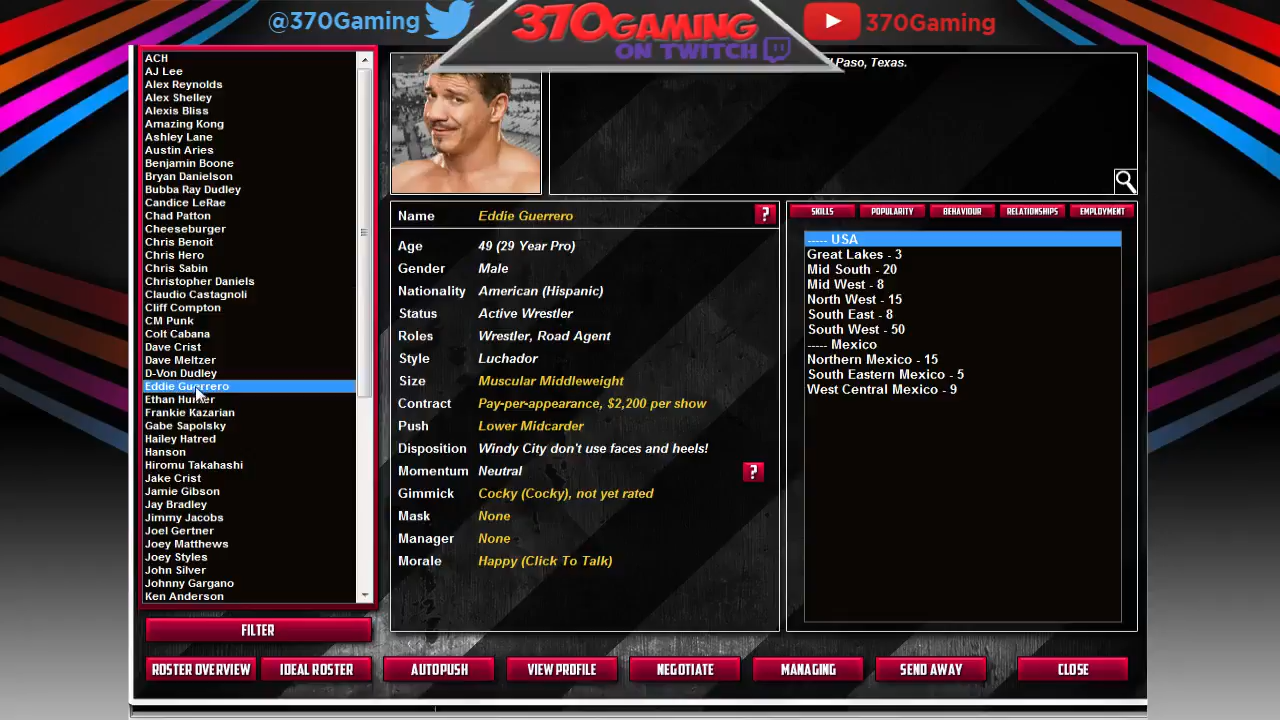 @370Gaming
370GAMING
ON TWITCH
370Gaming
ACH
AJ Lee
Alex Reynolds
Alex Shelley
Alexis Bliss
Amazing Kong
Ashley Lane
Austin Aries
Benjamin Boone
Bryan Danielson
Bubba Ray Dudley
Candice LeRae
Chad Patton
Cheeseburger
Chris Benoit
Chris Hero
Chris Sabin
Christopher Daniels
Claudio Castagnoli
Cliff Compton
CM Punk
Colt Cabana
Dave Crist
Dave Meltzer
D-Von Dudley
Eddie Guerrero
Ethan Hunter
Frankie Kazarian
Gabe Sapolsky
Hailey Hatred
Hanson
Hiromu Takahashi
Jake Crist
Jamie Gibson
Jay Bradley
Jimmy Jacobs
Joel Gertner
Joey Matthews
Joey Styles
John Silver
Johnny Gargano
Ken Anderson
FILTER
Paso, Texas.
Name Eddie Guerrero ?
Age 49 (29 Year Pro)
Gender Male
Nationality American (Hispanic)
Status Active Wrestler
Roles Wrestler, Road Agent
Style Luchador
Size Muscular Middleweight
Contract Pay-per-appearance, $2,200 per show
Push Lower Midcarder
Disposition Windy City don't use faces and heels!
Momentum Neutral ?
Gimmick Cocky (Cocky), not yet rated
Mask None
Manager None
Morale Happy (Click To Talk)
SKILLS POPULARITY BEHAVIOUR RELATIONSHIPS EMPLOYMENT
----- USA
Great Lakes - 3
Mid South - 20
Mid West - 8
North West - 15
South East - 8
South West - 50
----- Mexico
Northern Mexico - 15
South Eastern Mexico - 5
West Central Mexico - 9
ROSTER OVERVIEW IDEAL ROSTER AUTOPUSH VIEW PROFILE NEGOTIATE MANAGING SEND AWAY CLOSE